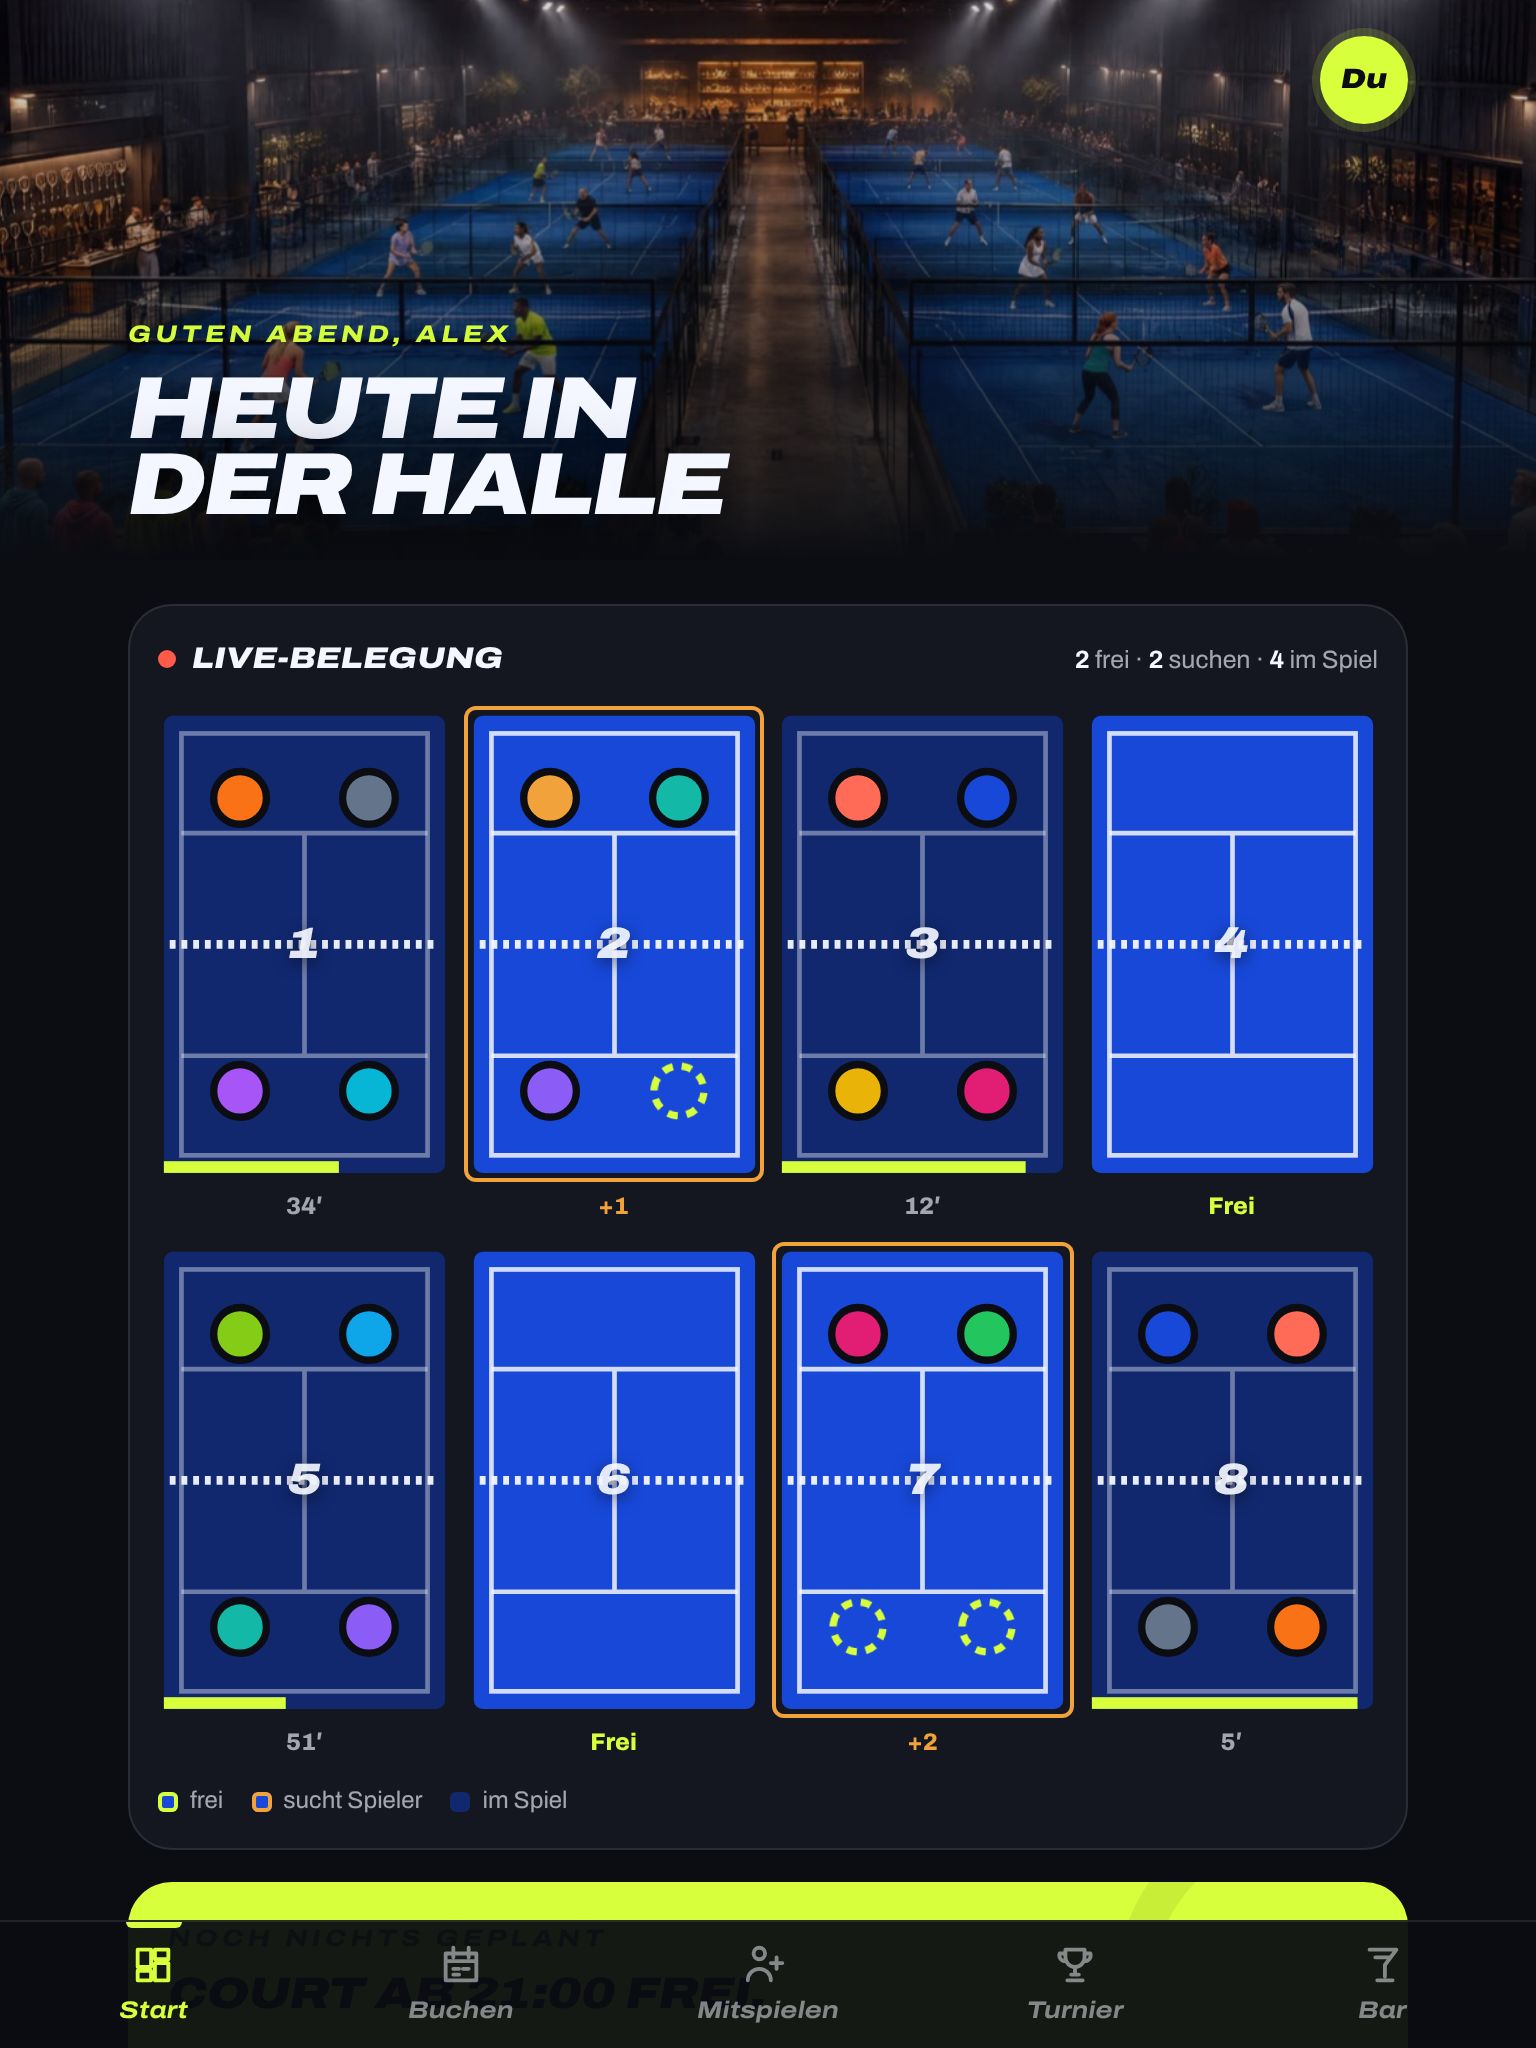 Du
GUTEN ABEND, ALEX
HEUTE IN
DER HALLE
LIVE-BELEGUNG
2 frei · 2 suchen · 4 im Spiel
1
2
3
4
34′
+1
12′
Frei
5
6
7
8
51′
Frei
+2
5′
frei
sucht Spieler
im Spiel
NOCH NICHTS GEPLANT
COURT AB 21:00 FREI
Start
Buchen
Mitspielen
Turnier
Bar